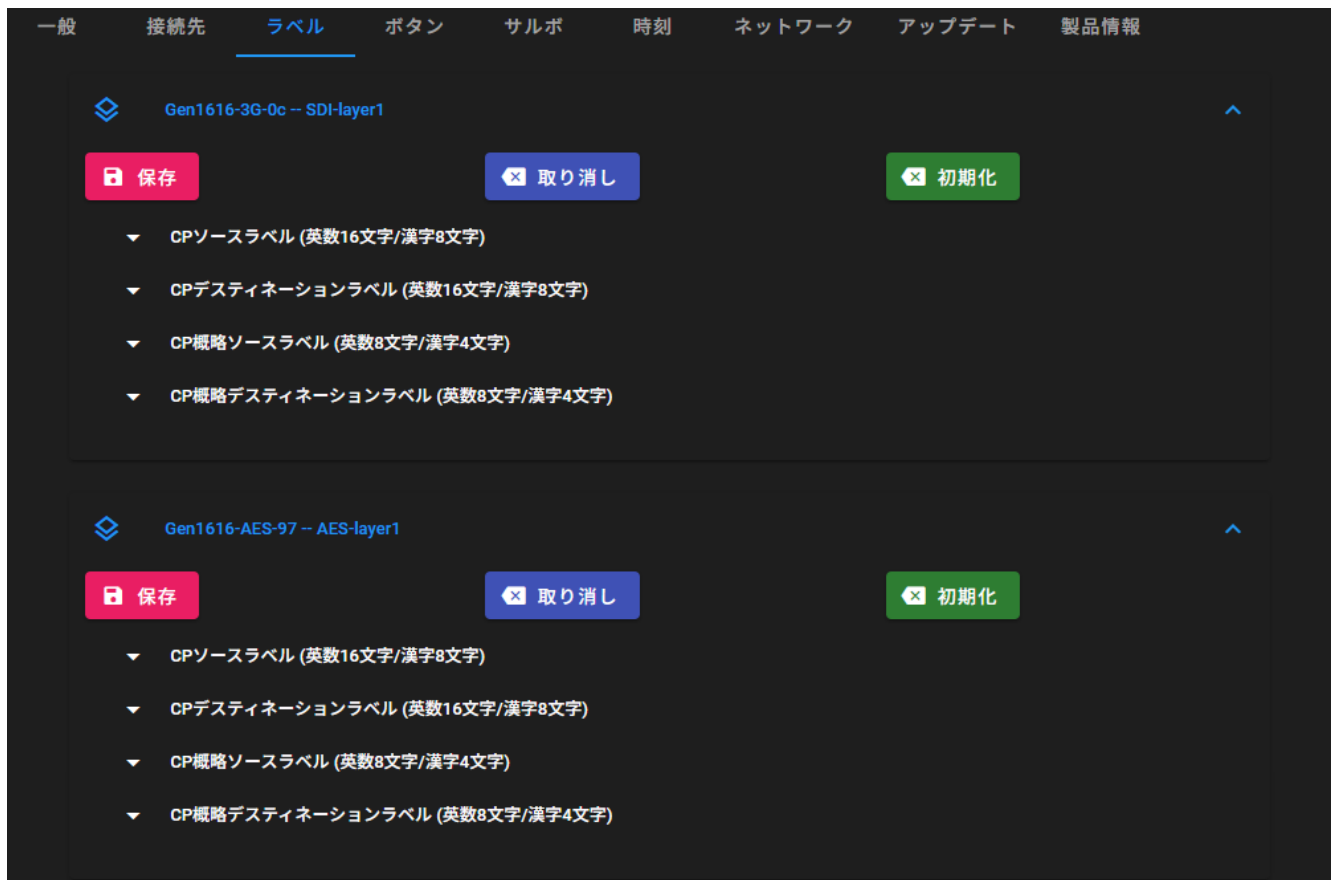 一般 接続先 ラベル ボタン サルボ 時刻 ネットワーク アップデート 製品情報
Gen1616-3G-0c -- SDI-layer1
保存 取り消し 初期化
CPソースラベル (英数16文字/漢字8文字)
CPデスティネーションラベル (英数16文字/漢字8文字)
CP概略ソースラベル (英数8文字/漢字4文字)
CP概略デスティネーションラベル (英数8文字/漢字4文字)
Gen1616-AES-97 -- AES-layer1
保存 取り消し 初期化
CPソースラベル (英数16文字/漢字8文字)
CPデスティネーションラベル (英数16文字/漢字8文字)
CP概略ソースラベル (英数8文字/漢字4文字)
CP概略デスティネーションラベル (英数8文字/漢字4文字)